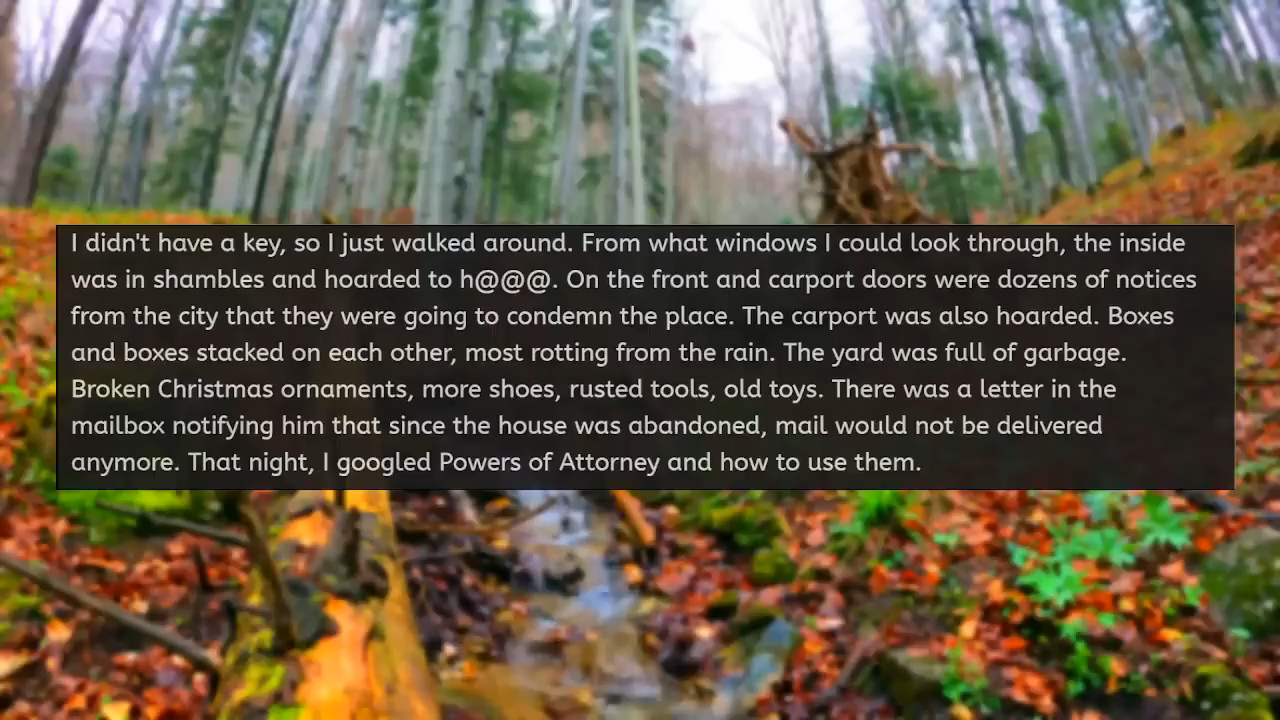 I didn't have a key, so I just walked around. From what windows I could look through, the inside
was in shambles and hoarded to h@@@. On the front and carport doors were dozens of notices
from the city that they were going to condemn the place. The carport was also hoarded. Boxes
and boxes stacked on each other, most rotting from the rain. The yard was full of garbage.
Broken Christmas ornaments, more shoes, rusted tools, old toys. There was a letter in the
mailbox notifying him that since the house was abandoned, mail would not be delivered
anymore. That night, I googled Powers of Attorney and how to use them.